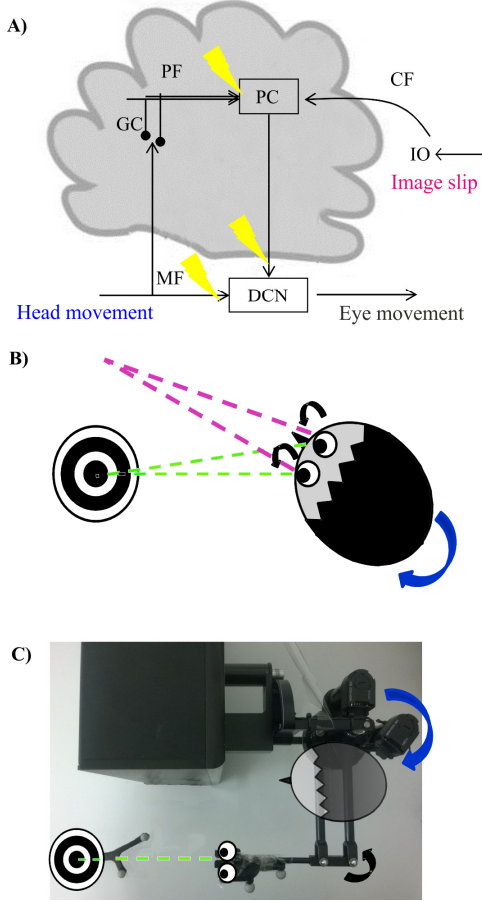 A)
PF
PC
CF
GC
IO
Image slip
MF
DCN
Head movement
Eye movement
B)
C)